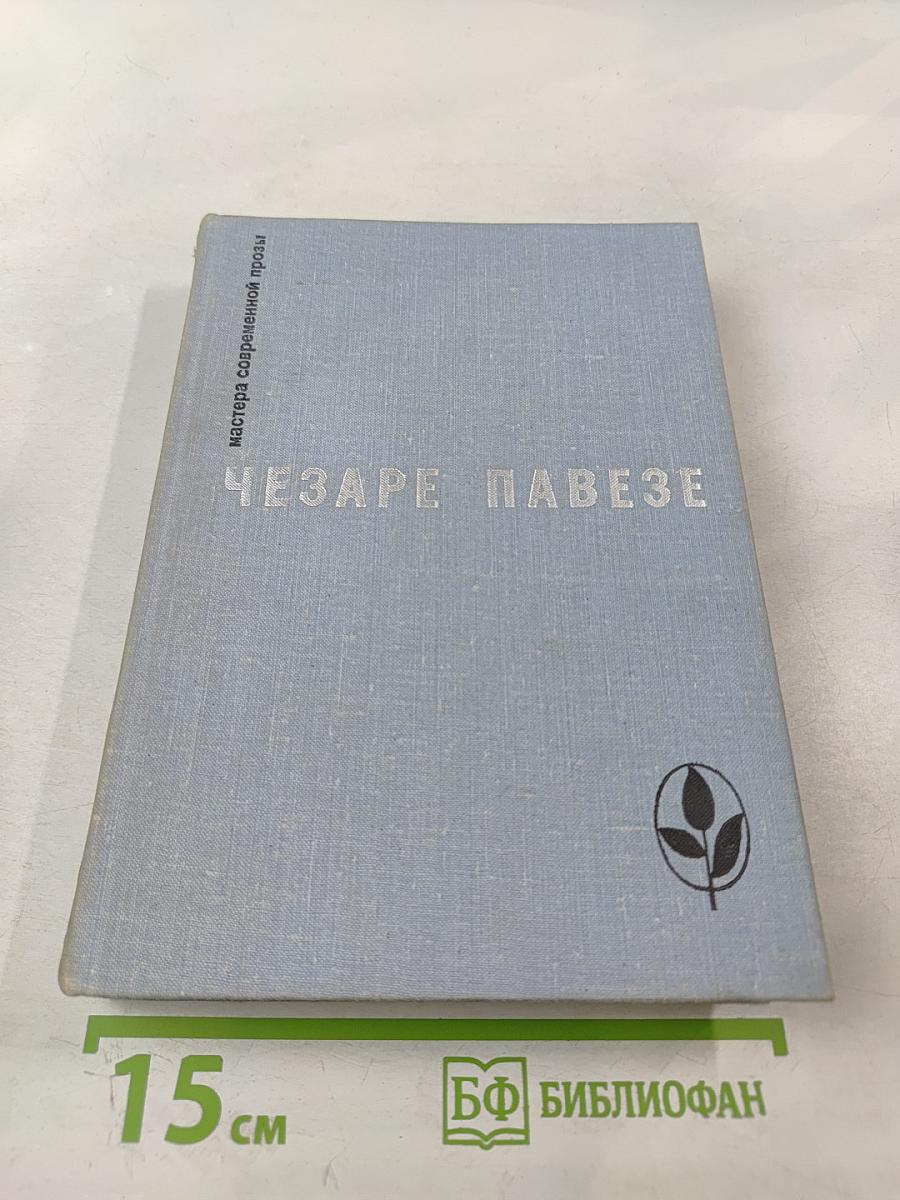 мастера современной прозы
ЧЕЗАРЕ ПАВЕЗЕ
15 см
БФ БИБЛИОФАН